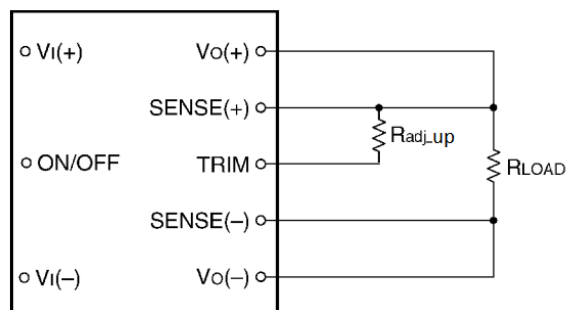 VI(+)
VO(+)
SENSE(+)
Radj_up
ON/OFF
TRIM
RLOAD
SENSE(–)
VI(–)
VO(–)